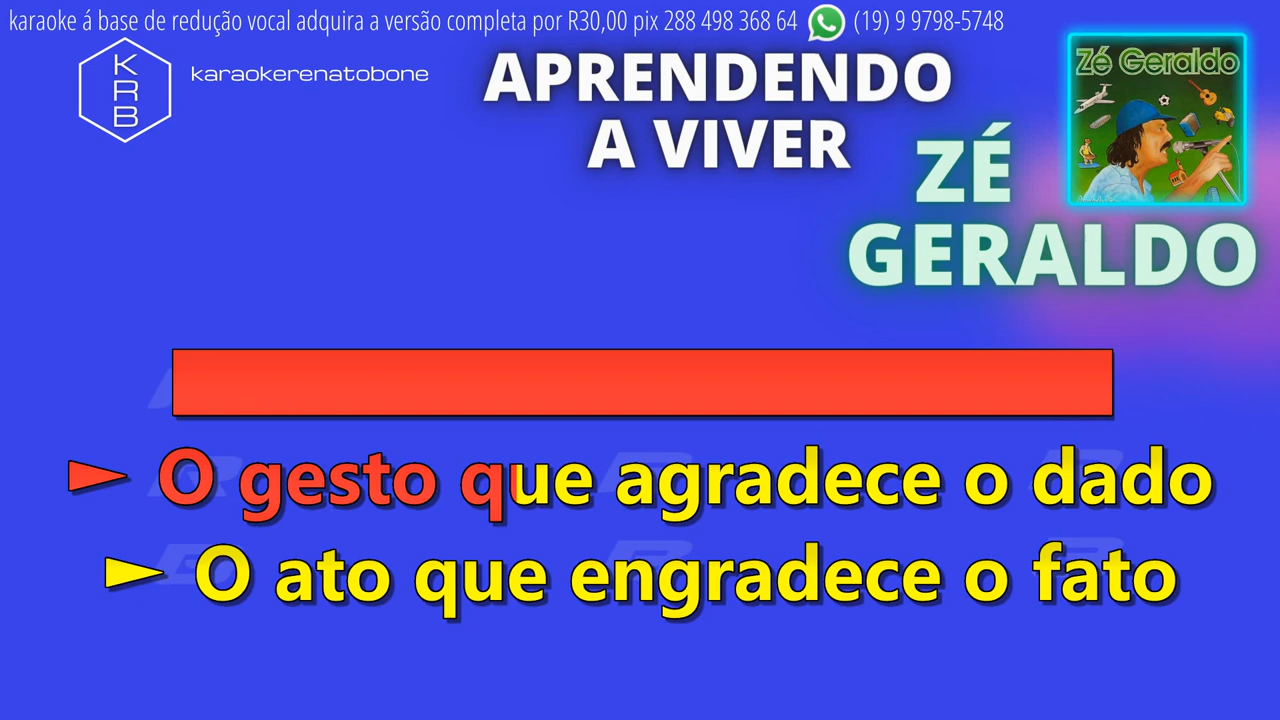 karaoke á base de redução vocal adquira a versão completa por R30,00 pix 288 498 368 64 (19) 9 9798-5748
KRB
karaokerenatobone
APRENDENDO
A VIVER
Zé Geraldo
ZÉ
GERALDO
O gesto que agradece o dado
O ato que engradece o fato